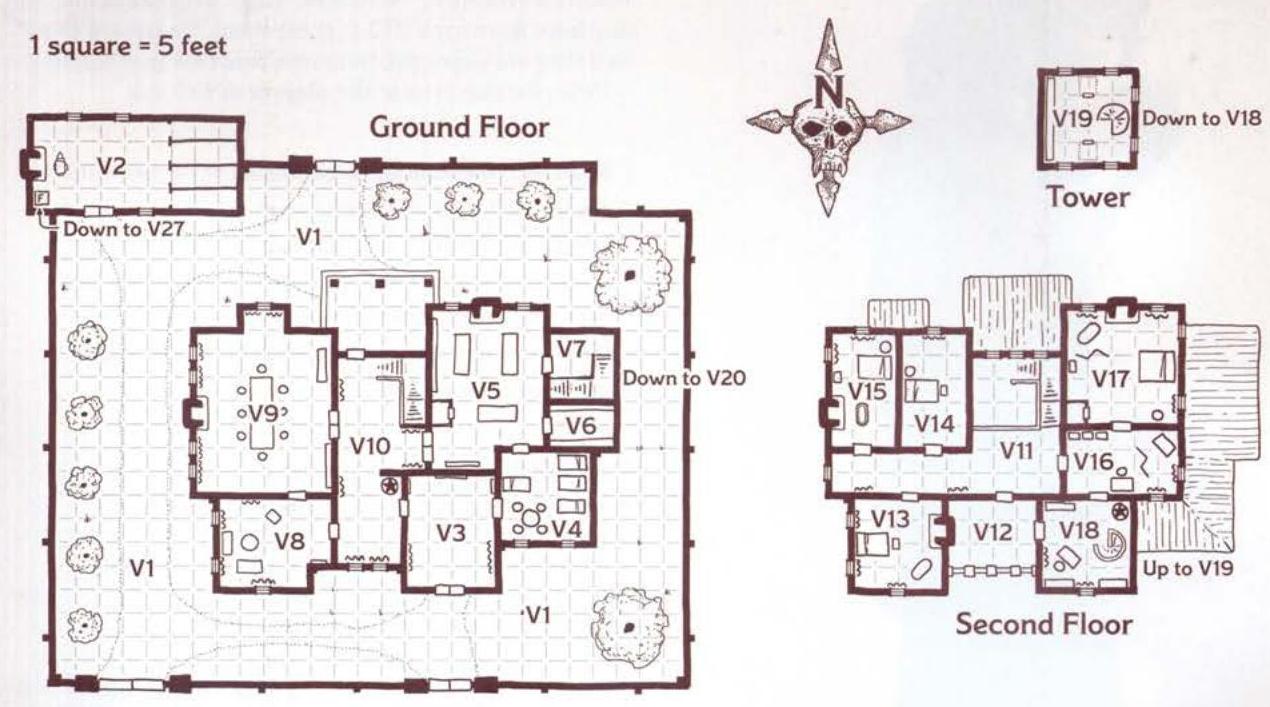 1 square = 5 feet
Ground Floor
N
V19
Down to V18
Tower
V2
Down to V27
V1
V7
V5
Down to V20
V9
V6
V10
V4
V3
V8
V1
V1
V17
V15
V14
V11
V16
V13
V12
V18
Up to V19
Second Floor